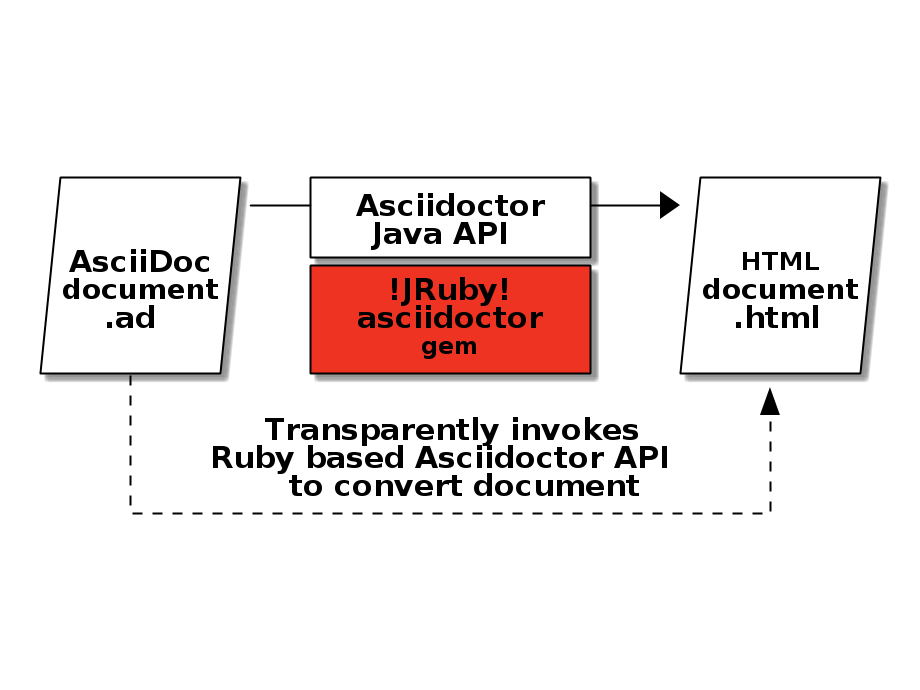 AsciiDoc
document
.ad
Asciidoctor
Java API
!JRuby!
asciidoctor
gem
HTML
document
.html
Transparently invokes
Ruby based Asciidoctor API
to convert document